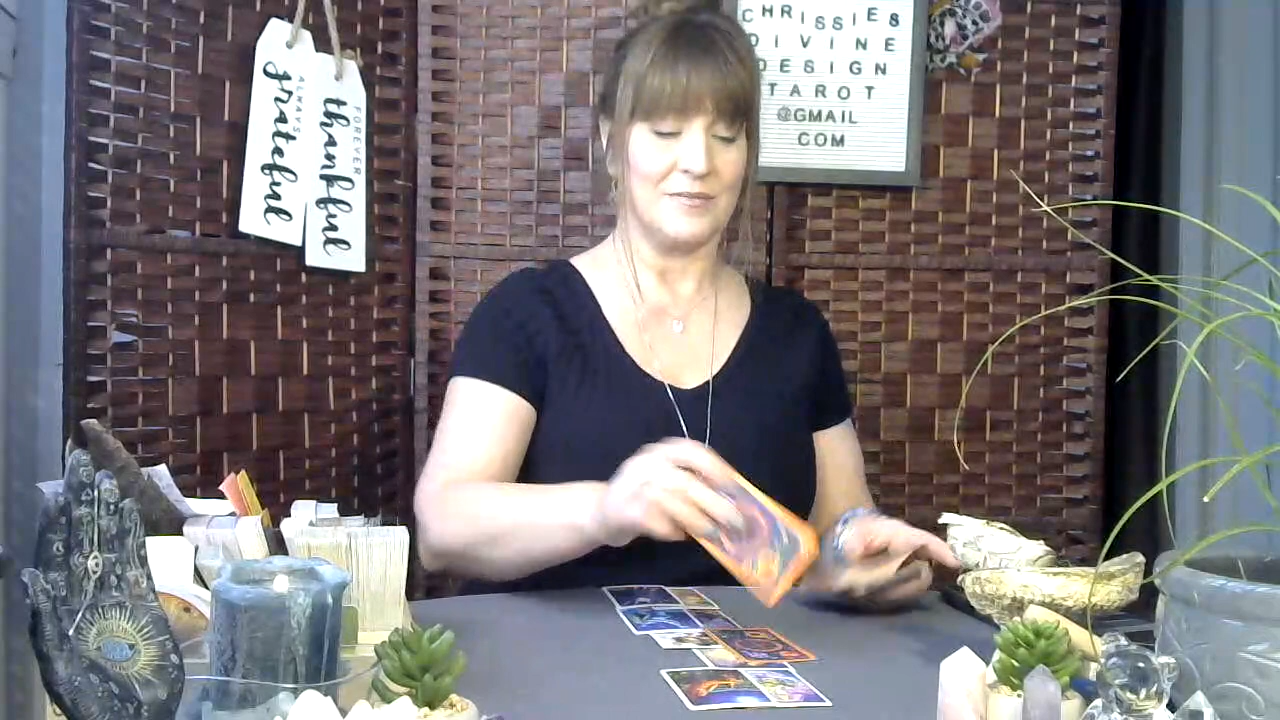 ALWAYS
grateful
FOREVER
thankful
CHRISSIES
DIVINE
DESIGN
TAROT
@GMAIL
COM